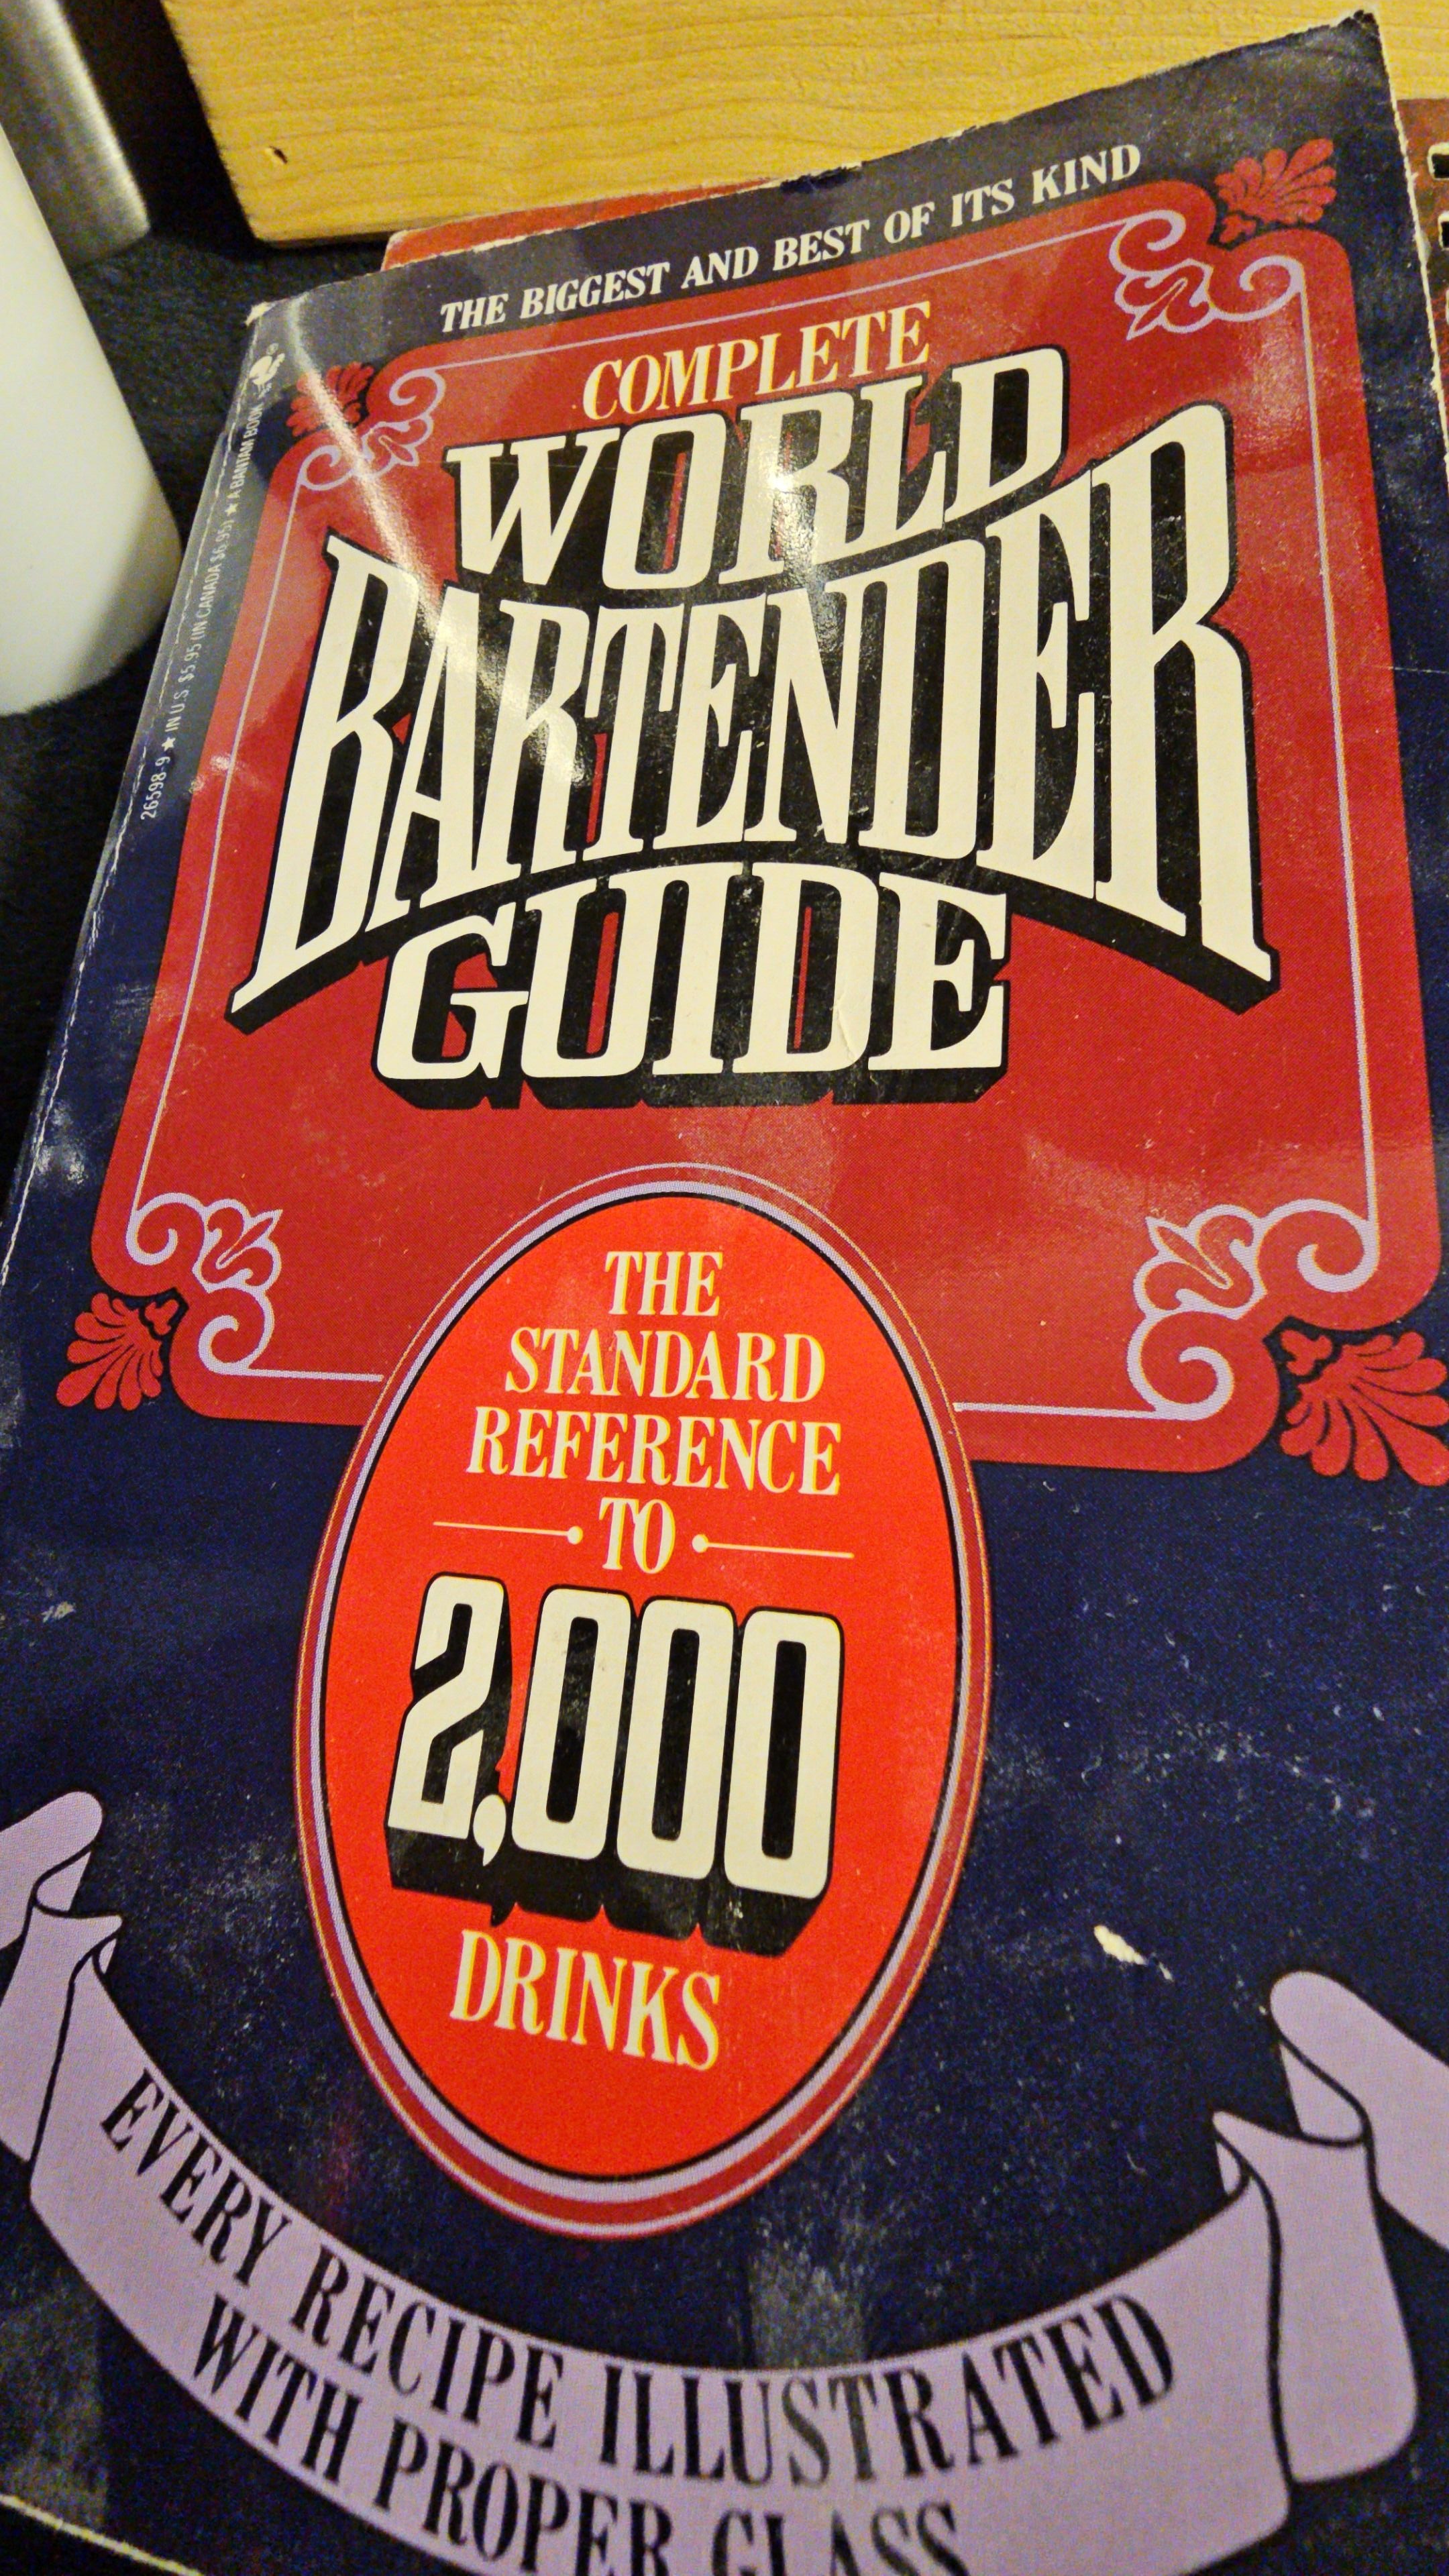 THE BIGGEST AND BEST OF ITS KIND
COMPLETE
WORLD
BARTENDER
GUIDE
26598-9 ★ IN U.S. $5.95 (IN CANADA $6.95) ★ A BANTAM BOOK
THE
STANDARD
REFERENCE
TO
2,000
DRINKS
EVERY RECIPE ILLUSTRATED
WITH PROPER GLASS